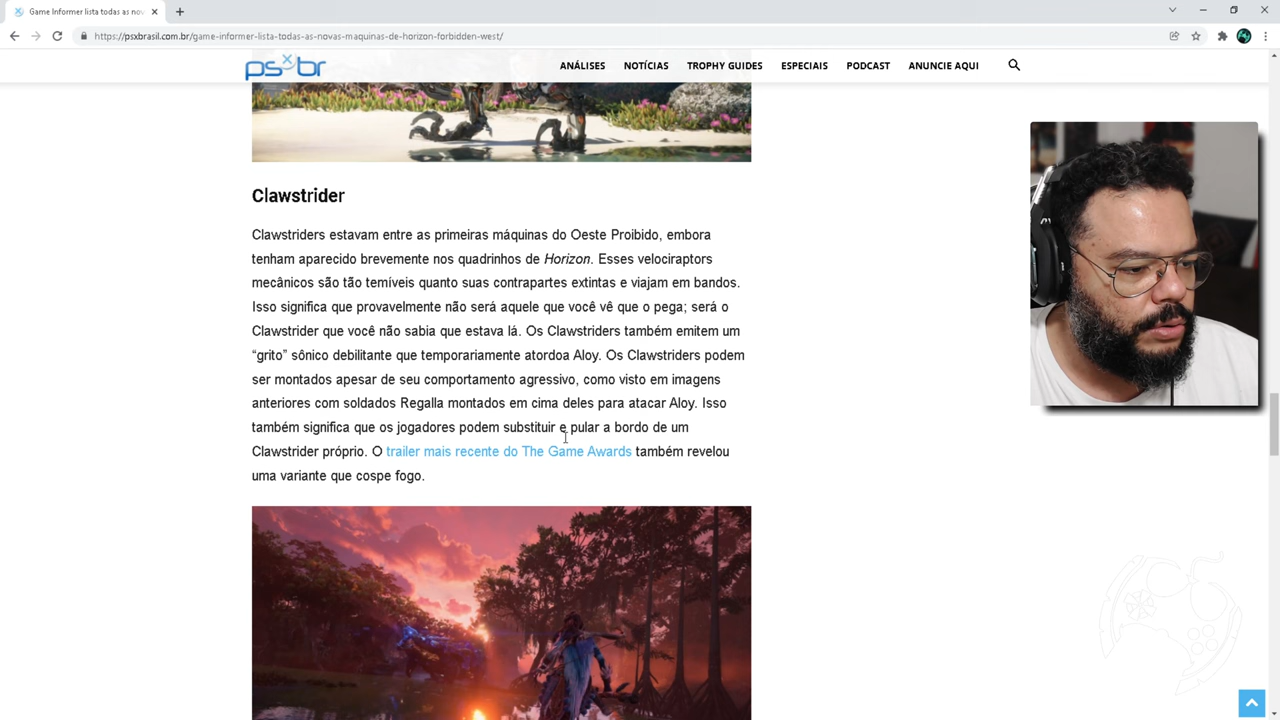 Game Informer lista todas as nov
https://psxbrasil.com.br/game-informer-lista-todas-as-novas-maquinas-de-horizon-forbidden-west/
psxbr
ANÁLISES NOTÍCIAS TROPHY GUIDES ESPECIAIS PODCAST ANUNCIE AQUI
Clawstrider
Clawstriders estavam entre as primeiras máquinas do Oeste Proibido, embora
tenham aparecido brevemente nos quadrinhos de Horizon. Esses velociraptors
mecânicos são tão temíveis quanto suas contrapartes extintas e viajam em bandos.
Isso significa que provavelmente não será aquele que você vê que o pega; será o
Clawstrider que você não sabia que estava lá. Os Clawstriders também emitem um
“grito” sônico debilitante que temporariamente atordoa Aloy. Os Clawstriders podem
ser montados apesar de seu comportamento agressivo, como visto em imagens
anteriores com soldados Regalla montados em cima deles para atacar Aloy. Isso
também significa que os jogadores podem substituir e pular a bordo de um
Clawstrider próprio. O trailer mais recente do The Game Awards também revelou
uma variante que cospe fogo.